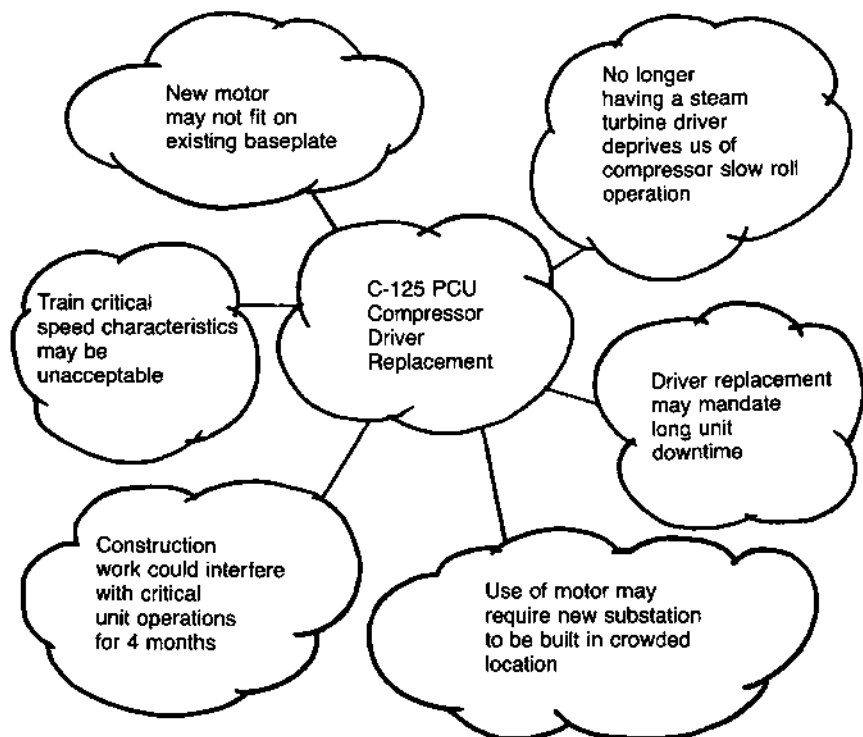 New motor
may not fit on
existing baseplate
No longer
having a steam
turbine driver
deprives us of
compressor slow roll
operation
C-125 PCU
Compressor
Driver
Replacement
Train critical
speed characteristics
may be
unacceptable
Driver replacement
may mandate
long unit
downtime
Construction
work could interfere
with critical
unit operations
for 4 months
Use of motor may
require new substation
to be built in crowded
location